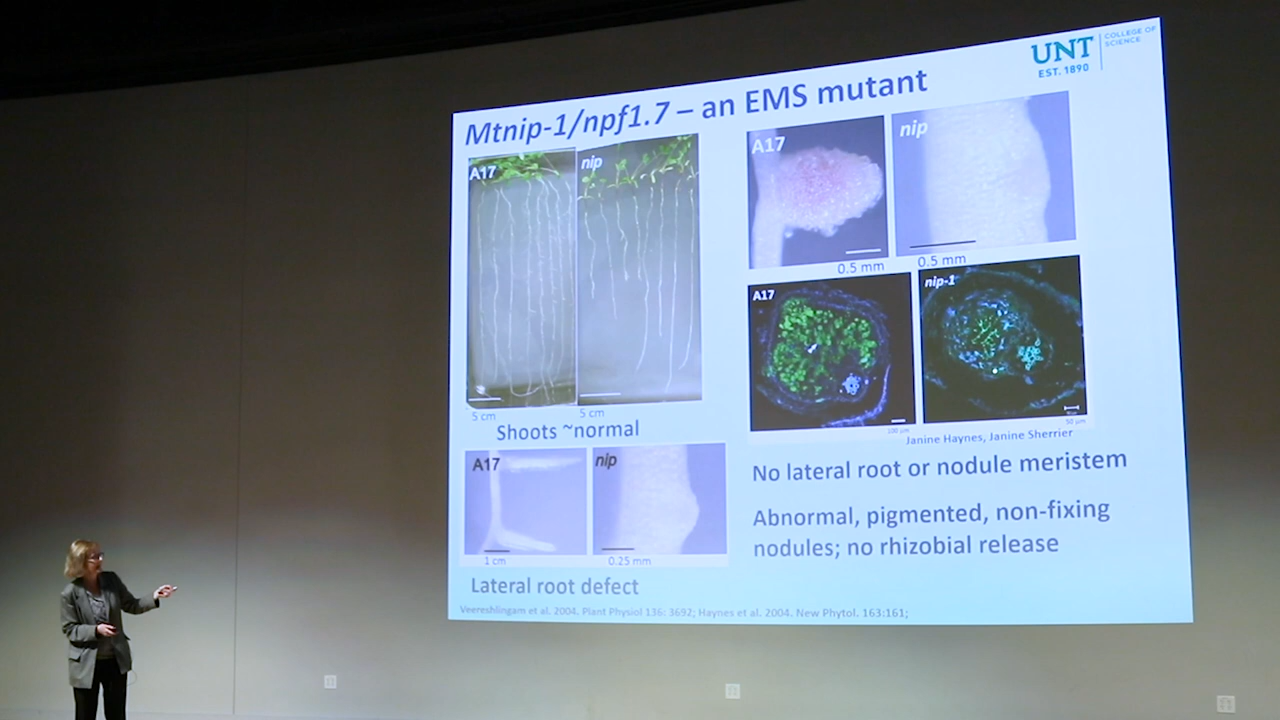 UNT
COLLEGE OF
SCIENCE
EST. 1890
Mtnip-1/npf1.7 – an EMS mutant
A17
nip
5 cm
5 cm
Shoots ~normal
A17
nip
1 cm
0.25 mm
Lateral root defect
A17
nip
0.5 mm
0.5 mm
A17
nip-1
100 µm
50 µm
Janine Haynes, Janine Sherrier
No lateral root or nodule meristem
Abnormal, pigmented, non-fixing
nodules; no rhizobial release
Veereshlingam et al. 2004. Plant Physiol 136: 3692; Haynes et al. 2004. New Phytol. 163:161;